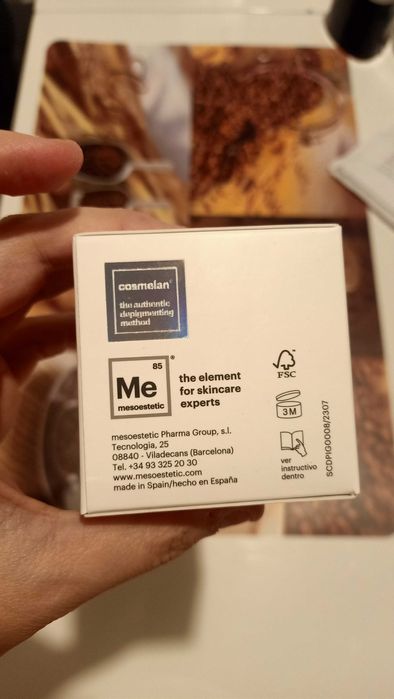 cosmelan®
the authentic
depigmenting
method
85
Me
mesoestetic
®
the element
for skincare
experts
mesoestetic Pharma Group, s.l.
Tecnologia, 25
08840 - Viladecans (Barcelona)
Tel. +34 93 325 20 30
www.mesoestetic.com
made in Spain/hecho en España
FSC
3M
ver
instructivo
dentro
SCDPIG0008/2307